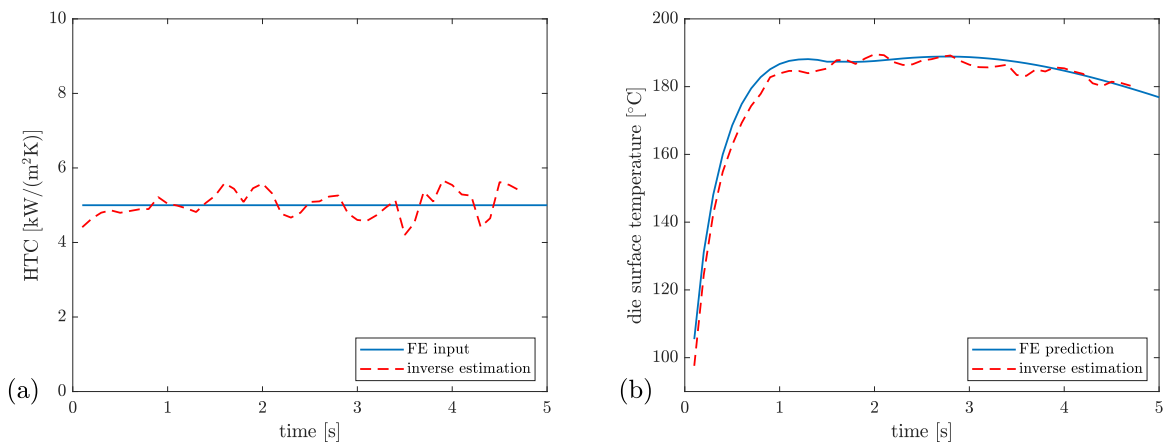 10
8
6
4
2
0
0
1
2
3
4
5
HTC [kW/(m²K)]
time [s]
FE input
inverse estimation
(a)
200
180
160
140
120
100
0
1
2
3
4
5
die surface temperature [°C]
time [s]
FE prediction
inverse estimation
(b)